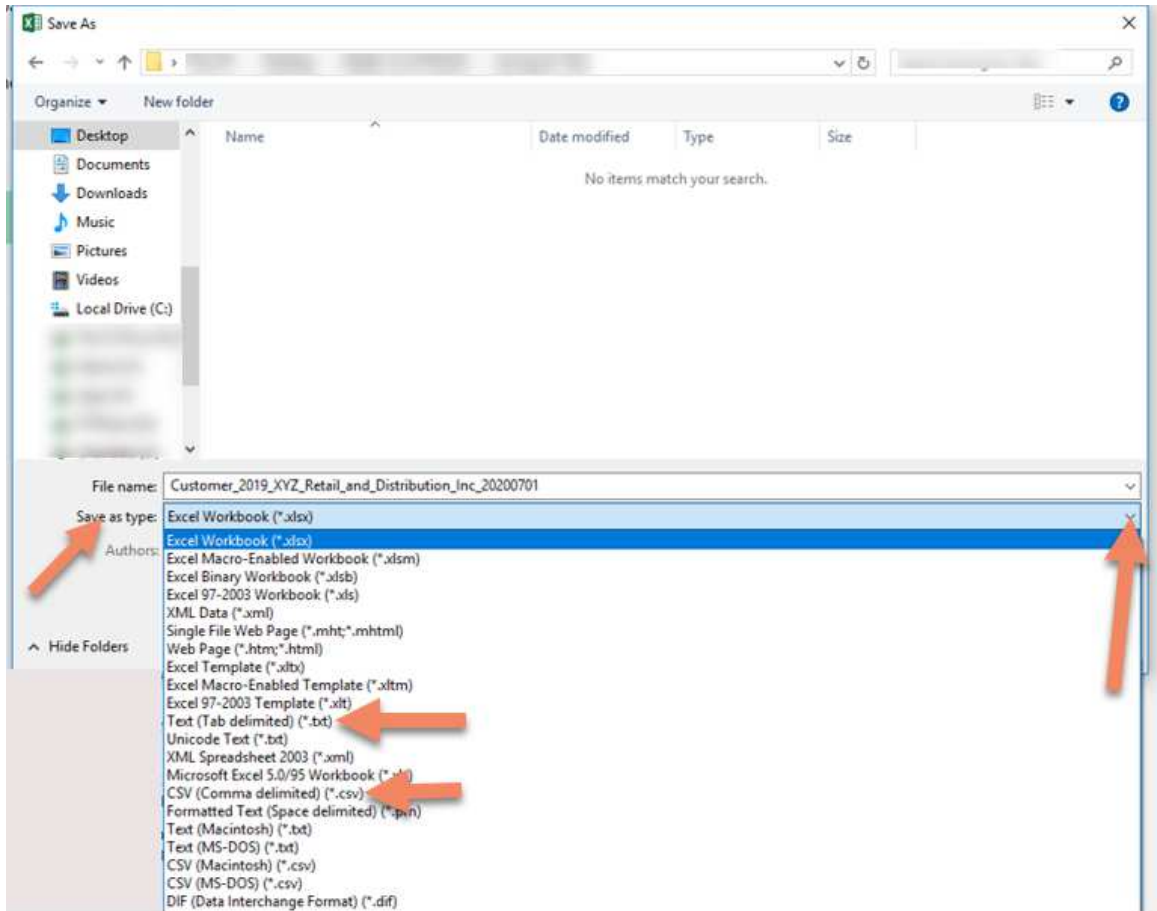 Save As
Organize New folder
Desktop
Documents
Downloads
Music
Pictures
Videos
Local Drive (C:)
Name Date modified Type Size
No items match your search.
File name: Customer_2019_XYZ_Retail_and_Distribution_Inc_20200701
Save as type: Excel Workbook (*.xlsx)
Authors:
Hide Folders
Excel Workbook (*.xlsx)
Excel Macro-Enabled Workbook (*.xlsm)
Excel Binary Workbook (*.xlsb)
Excel 97-2003 Workbook (*.xls)
XML Data (*.xml)
Single File Web Page (*.mht;*.mhtml)
Web Page (*.htm;*.html)
Excel Template (*.xltx)
Excel Macro-Enabled Template (*.xltm)
Excel 97-2003 Template (*.xlt)
Text (Tab delimited) (*.txt)
Unicode Text (*.txt)
XML Spreadsheet 2003 (*.xml)
Microsoft Excel 5.0/95 Workbook
CSV (Comma delimited) (*.csv)
Formatted Text (Space delimited) (*.prn)
Text (Macintosh) (*.txt)
Text (MS-DOS) (*.txt)
CSV (Macintosh) (*.csv)
CSV (MS-DOS) (*.csv)
DIF (Data Interchange Format) (*.dif)